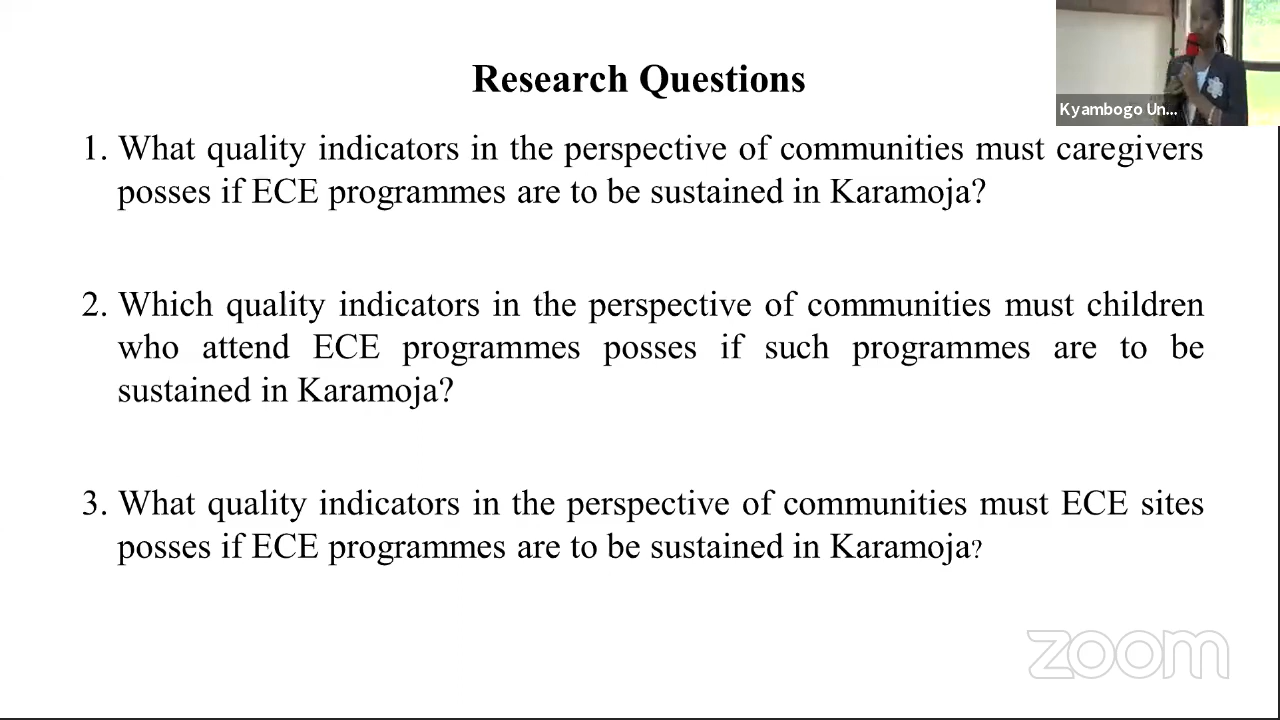 Research Questions
Kyambogo Un...
1. What quality indicators in the perspective of communities must caregivers
posses if ECE programmes are to be sustained in Karamoja?
2. Which quality indicators in the perspective of communities must children
who attend ECE programmes posses if such programmes are to be
sustained in Karamoja?
3. What quality indicators in the perspective of communities must ECE sites
posses if ECE programmes are to be sustained in Karamoja?
zoom